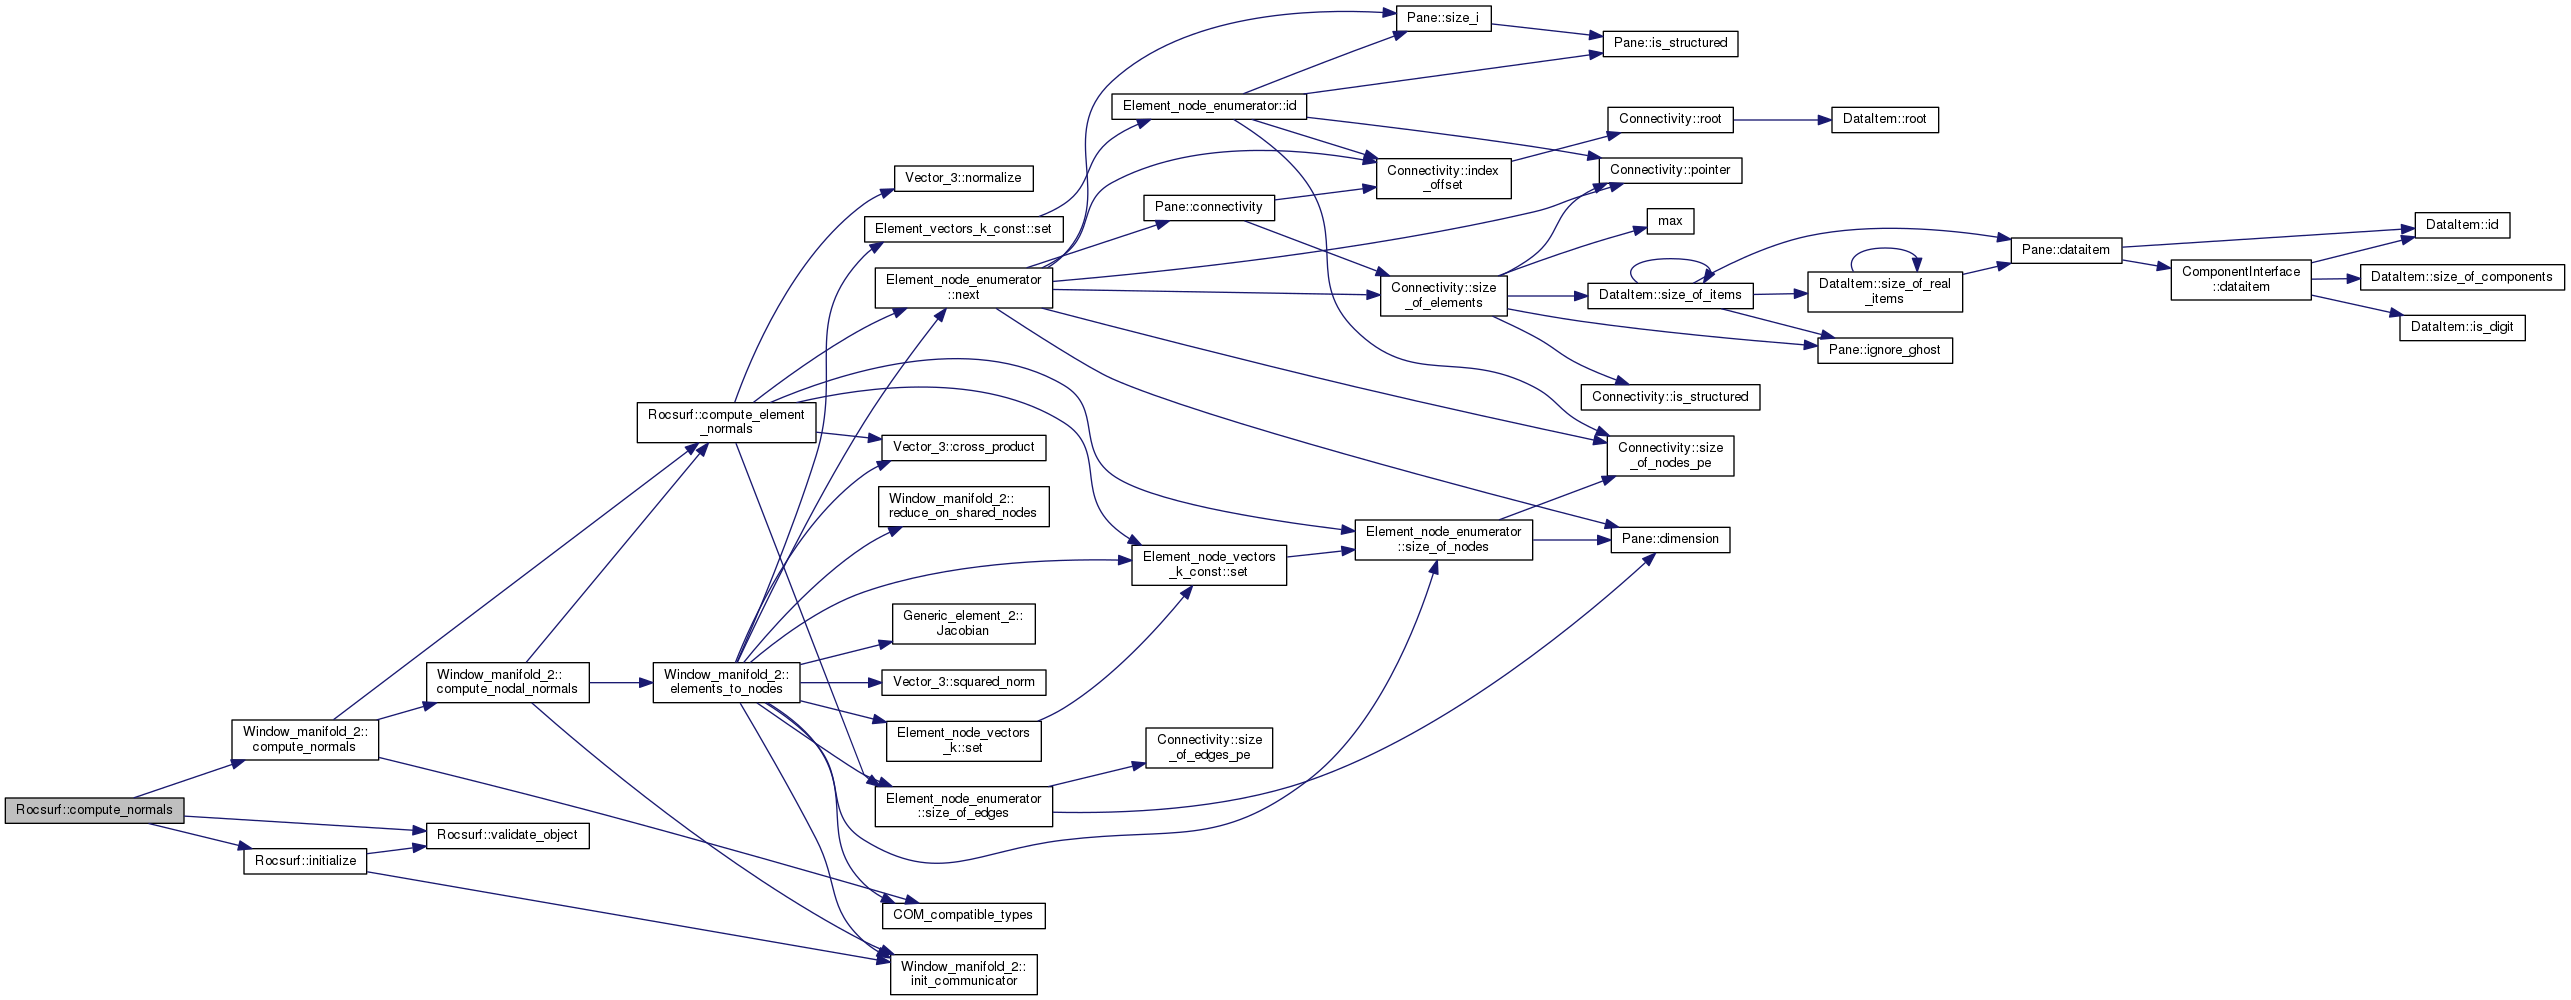 Rocsurf::compute_normals
Window_manifold_2::
compute_normals
Rocsurf::initialize
Window_manifold_2::
compute_nodal_normals
Rocsurf::validate_object
Rocsurf::compute_element
_normals
Window_manifold_2::
elements_to_nodes
Vector_3::normalize
Element_vectors_k_const::set
Element_node_enumerator
::next
Vector_3::cross_product
Window_manifold_2::
reduce_on_shared_nodes
Generic_element_2::
Jacobian
Vector_3::squared_norm
Element_node_vectors
_k::set
Element_node_enumerator
::size_of_edges
COM_compatible_types
Window_manifold_2::
init_communicator
Element_node_enumerator::id
Pane::connectivity
Element_node_vectors
_k_const::set
Connectivity::size
_of_edges_pe
Pane::size_i
Connectivity::index
_offset
Connectivity::size
_of_elements
Element_node_enumerator
::size_of_nodes
Pane::is_structured
Connectivity::root
Connectivity::pointer
max
DataItem::size_of_items
Connectivity::is_structured
Connectivity::size
_of_nodes_pe
Pane::dimension
DataItem::root
DataItem::size_of_real
_items
Pane::ignore_ghost
Pane::dataitem
ComponentInterface
::dataitem
DataItem::id
DataItem::size_of_components
DataItem::is_digit